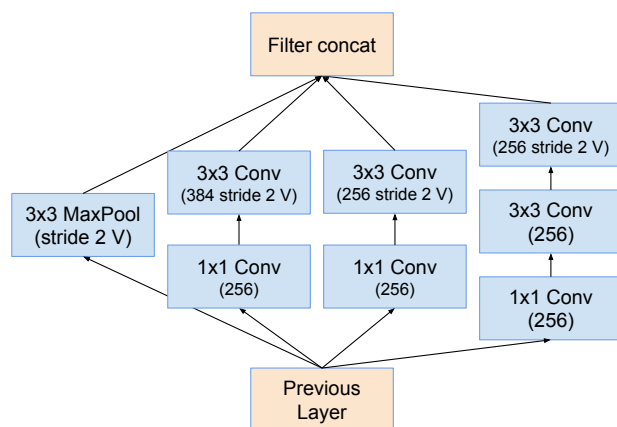 Filter concat
3x3 MaxPool
(stride 2 V)
3x3 Conv
(384 stride 2 V)
1x1 Conv
(256)
3x3 Conv
(256 stride 2 V)
1x1 Conv
(256)
3x3 Conv
(256 stride 2 V)
3x3 Conv
(256)
1x1 Conv
(256)
Previous
Layer